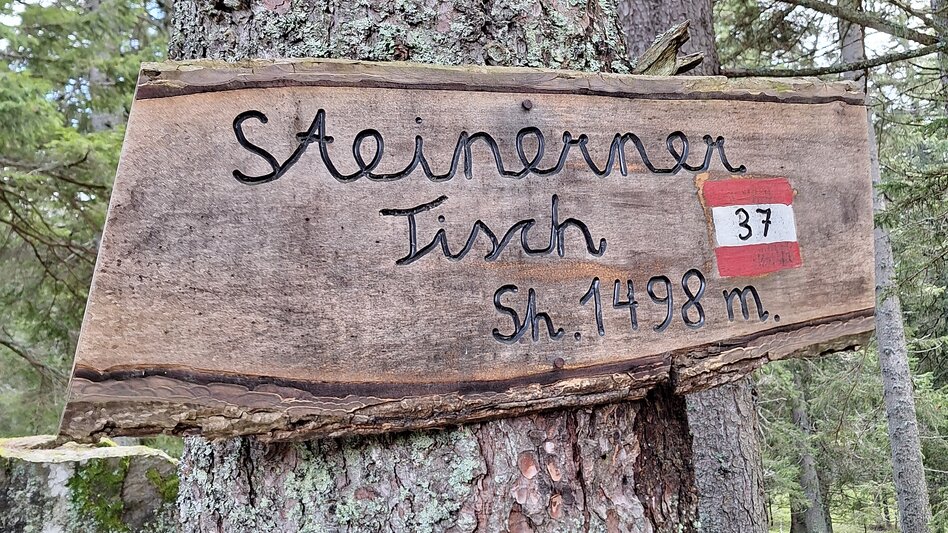 Steinerner
Tisch
37
Sh. 1498 m.